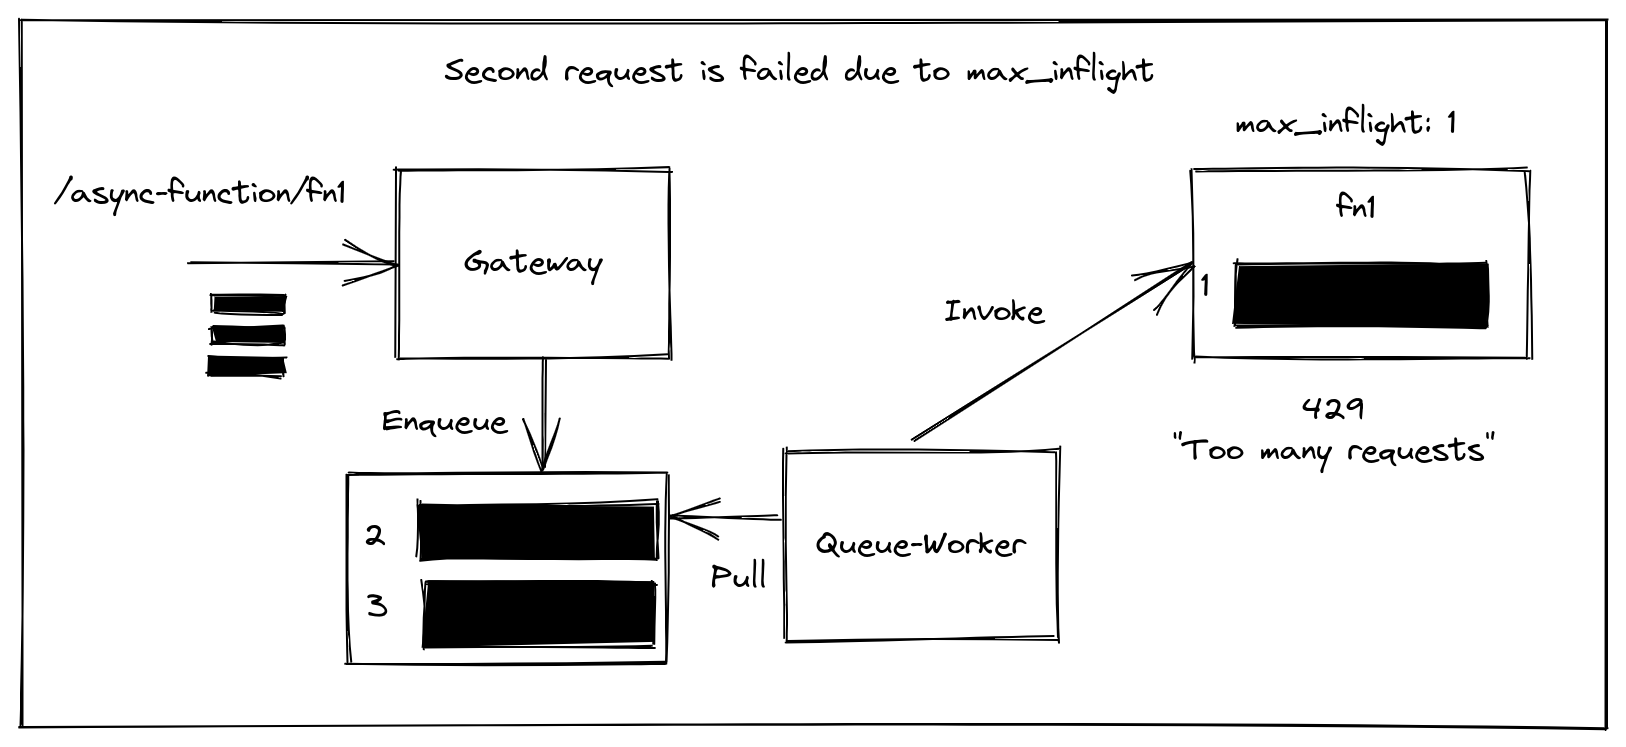 Second request is failed due to max_inflight
max_inflight: 1
/async-function/fn1
Gateway
fn1
1
Invoke
Enqueue
429
"Too many requests"
2
3
Pull
Queue-Worker